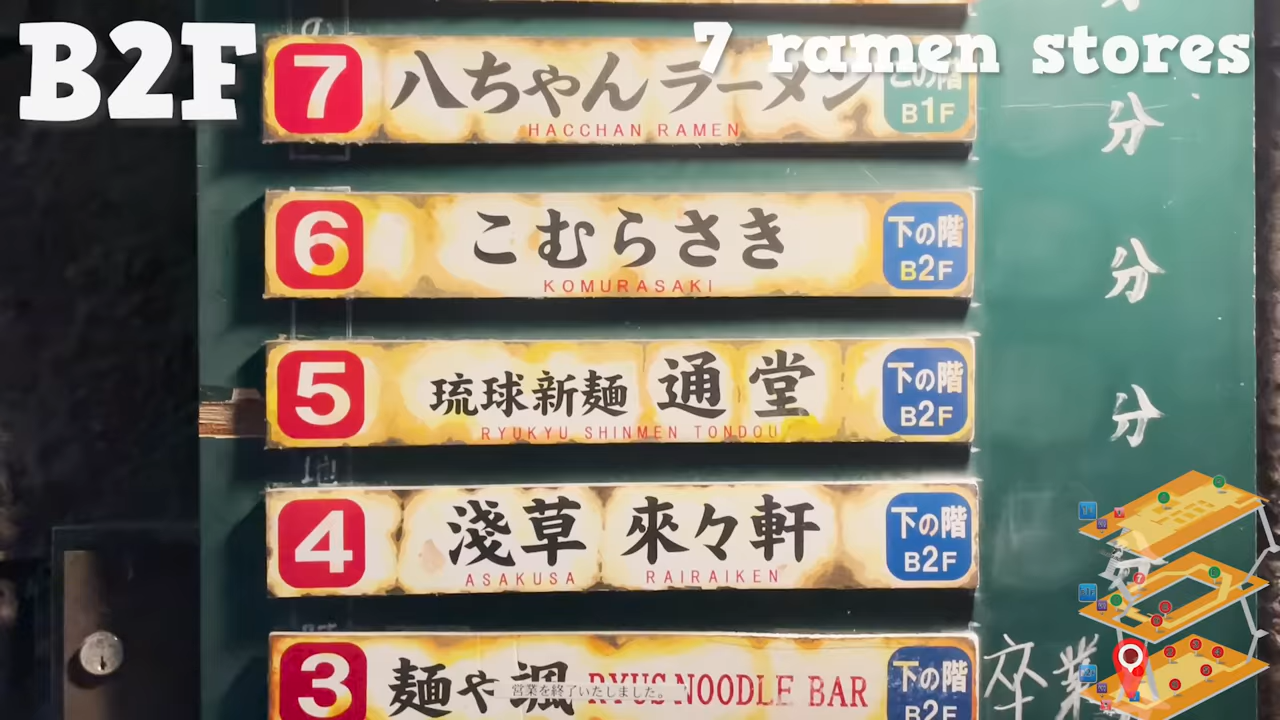 B2F
7 ramen stores
7 八ちゃんラーメン この階 B1F
HACCHAN RAMEN
分
6 こむらさき 下の階 B2F
KOMURASAKI
分
5 琉球新麺 通堂 下の階 B2F
RYUKYU SHINMEN TONDOU
分
4 淺草 來々軒 下の階 B2F
ASAKUSA RAIRAIKEN
3 麺や 颯 RYUS NOODLE BAR 下の階 B2F
営業を終了いたしました。
卒業